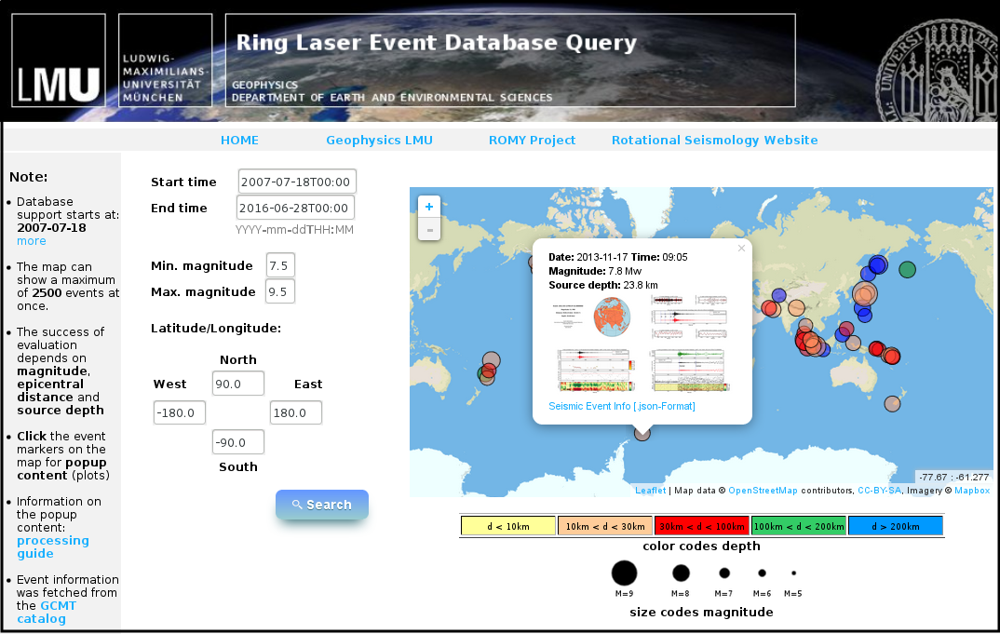 LMU
LUDWIG-
MAXIMILIANS-
UNIVERSITÄT
MÜNCHEN
Ring Laser Event Database Query
GEOPHYSICS
DEPARTMENT OF EARTH AND ENVIRONMENTAL SCIENCES
HOME Geophysics LMU ROMY Project Rotational Seismology Website
Note:
• Database
support starts at:
2007-07-18
more
• The map can
show a maximum
of 2500 events at
once.
• The success of
evaluation
depends on
magnitude,
epicentral
distance and
source depth
• Click the event
markers on the
map for popup
content (plots)
• Information on
the popup
content:
processing
guide
• Event information
was fetched from
the GCMT
catalog
Start time 2007-07-18T00:00
End time 2016-06-28T00:00
YYYY-mm-ddTHH:MM
Min. magnitude 7.5
Max. magnitude 9.5
Latitude/Longitude:
North
West 90.0 East
-180.0 180.0
-90.0
South
Search
+
-
×
Date: 2013-11-17 Time: 09:05
Magnitude: 7.8 Mw
Source depth: 23.8 km
Seismic Event Info [.json-Format]
-77.67 : -61.277
Leaflet | Map data © OpenStreetMap contributors, CC-BY-SA, Imagery © Mapbox
d < 10km 10km < d < 30km 30km < d < 100km 100km < d < 200km d > 200km
color codes depth
M=9 M=8 M=7 M=6 M=5
size codes magnitude